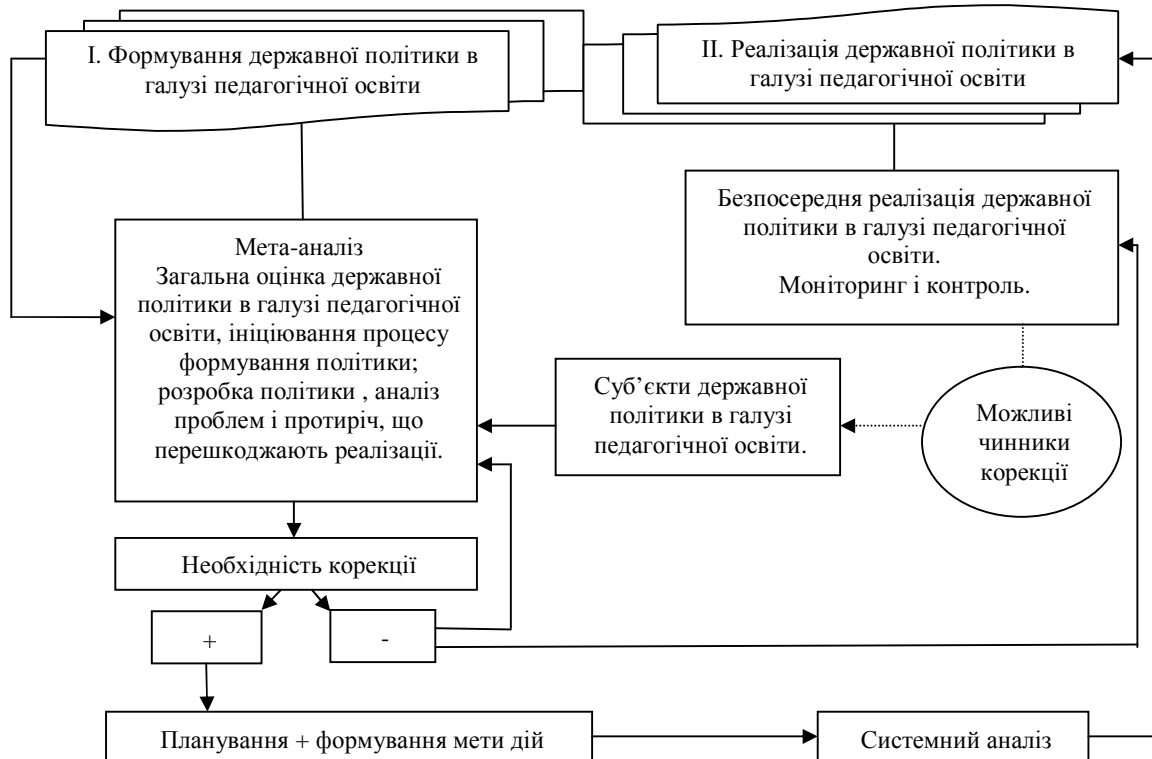 І. Формування державної політики в
галузі педагогічної освіти
ІІ. Реалізація державної політики в
галузі педагогічної освіти
Безпосередня реалізація державної
політики в галузі педагогічної
освіти.
Моніторинг і контроль.
Мета-аналіз
Загальна оцінка державної
політики в галузі педагогічної
освіти, ініціювання процесу
формування політики;
розробка політики , аналіз
проблем і протиріч, що
перешкоджають реалізації.
Суб’єкти державної
політики в галузі
педагогічної освіти.
Можливі
чинники
корекції
Необхідність корекції
+
-
Планування + формування мети дій
Системний аналіз